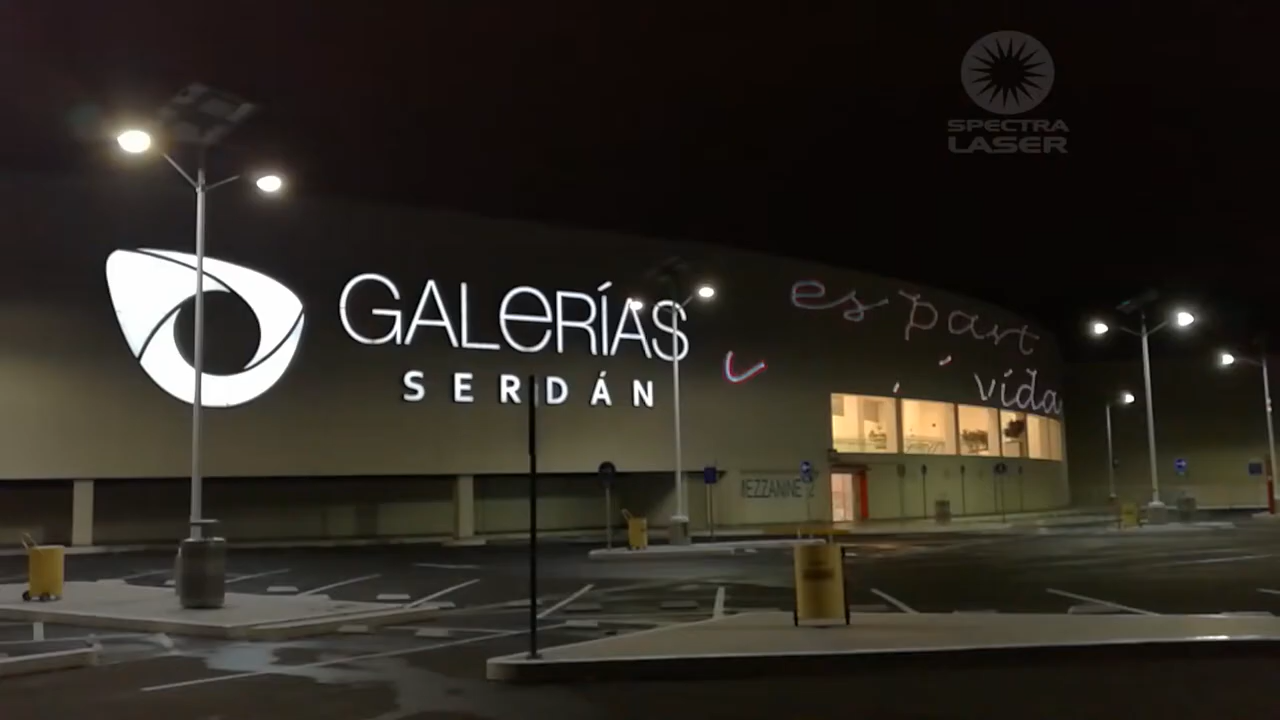 SPECTRA
LASER
GALERÍAS
SERDÁN
es part
vida
MEZZANINE 2